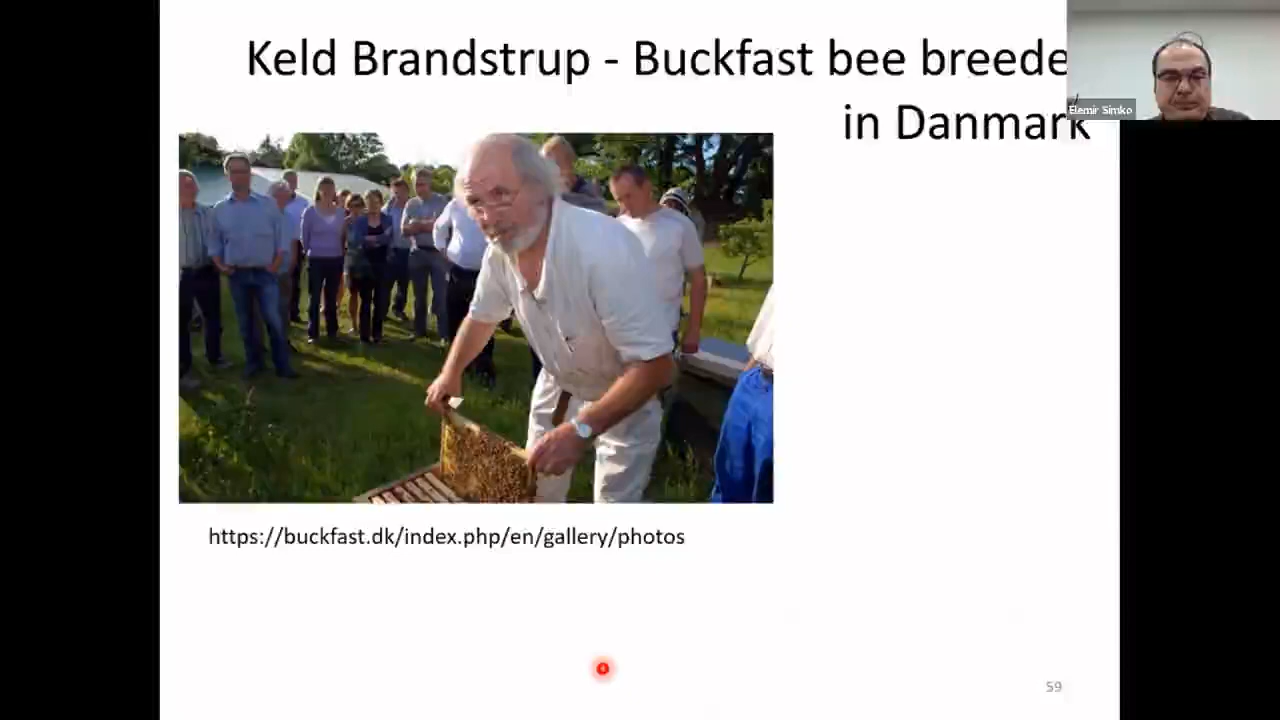 Keld Brandstrup - Buckfast bee breede
in Danmark
Elemir Simko
https://buckfast.dk/index.php/en/gallery/photos
59